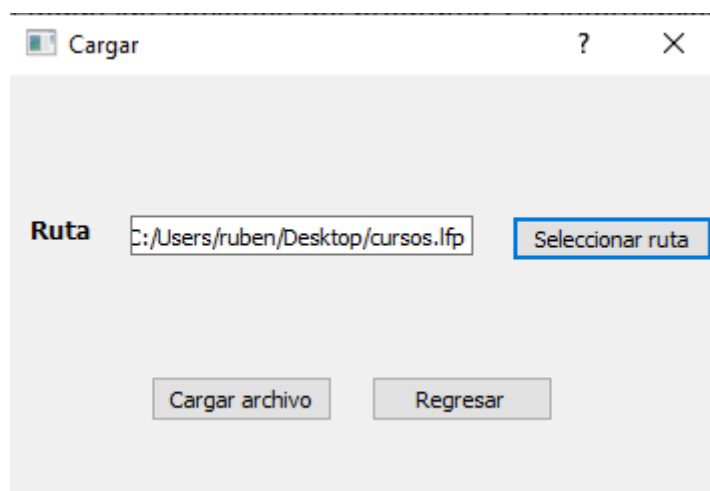 Cargar
Ruta
C:/Users/ruben/Desktop/cursos.lfp
Seleccionar ruta
Cargar archivo
Regresar